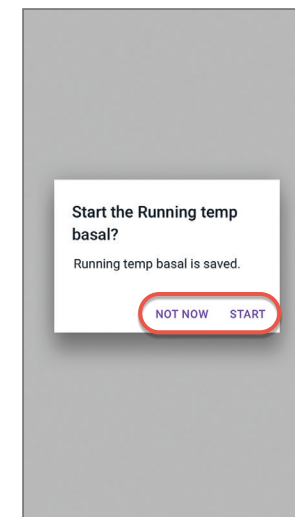 Start the Running temp
basal?
Running temp basal is saved.
NOT NOW START